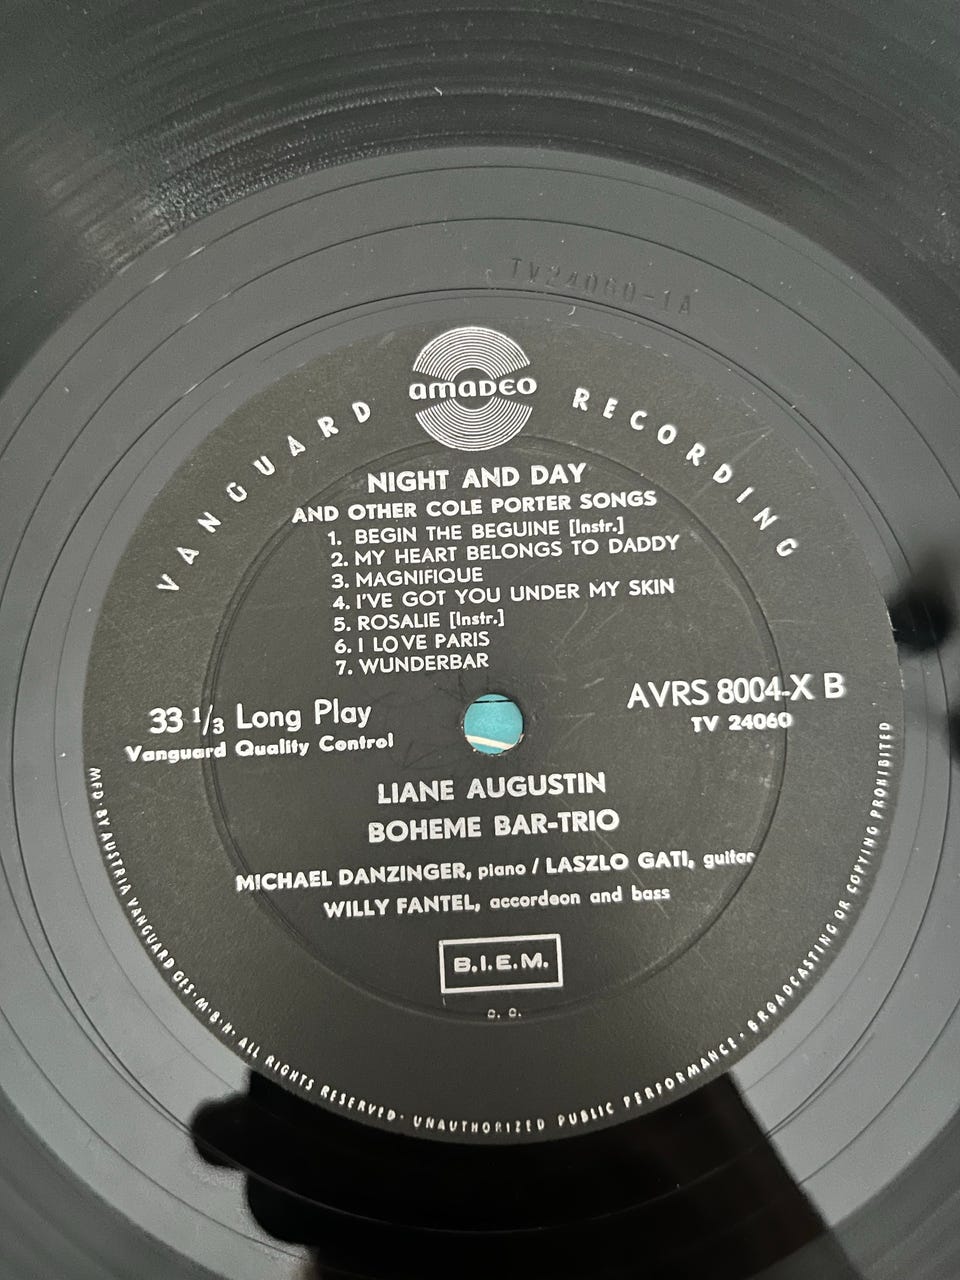 TV24060-1A
amadeo
VANGUARD RECORDING
NIGHT AND DAY
AND OTHER COLE PORTER SONGS
1. BEGIN THE BEGUINE [Instr.]
2. MY HEART BELONGS TO DADDY
3. MAGNIFIQUE
4. I'VE GOT YOU UNDER MY SKIN
5. ROSALIE [Instr.]
6. I LOVE PARIS
7. WUNDERBAR
33 1/3 Long Play
Vanguard Quality Control
AVRS 8004-X B
TV 24060
LIANE AUGUSTIN
BOHEME BAR-TRIO
MICHAEL DANZINGER, piano / LASZLO GATI, guitar
WILLY FANTEL, accordeon and bass
B.I.E.M.
C. C.
MFD·BY AUSTRIA VANGUARD GES·M·B·H· ALL RIGHTS RESERVED· UNAUTHORIZED PUBLIC PERFORMANCE· BROADCASTING OR COPYING PROHIBITED